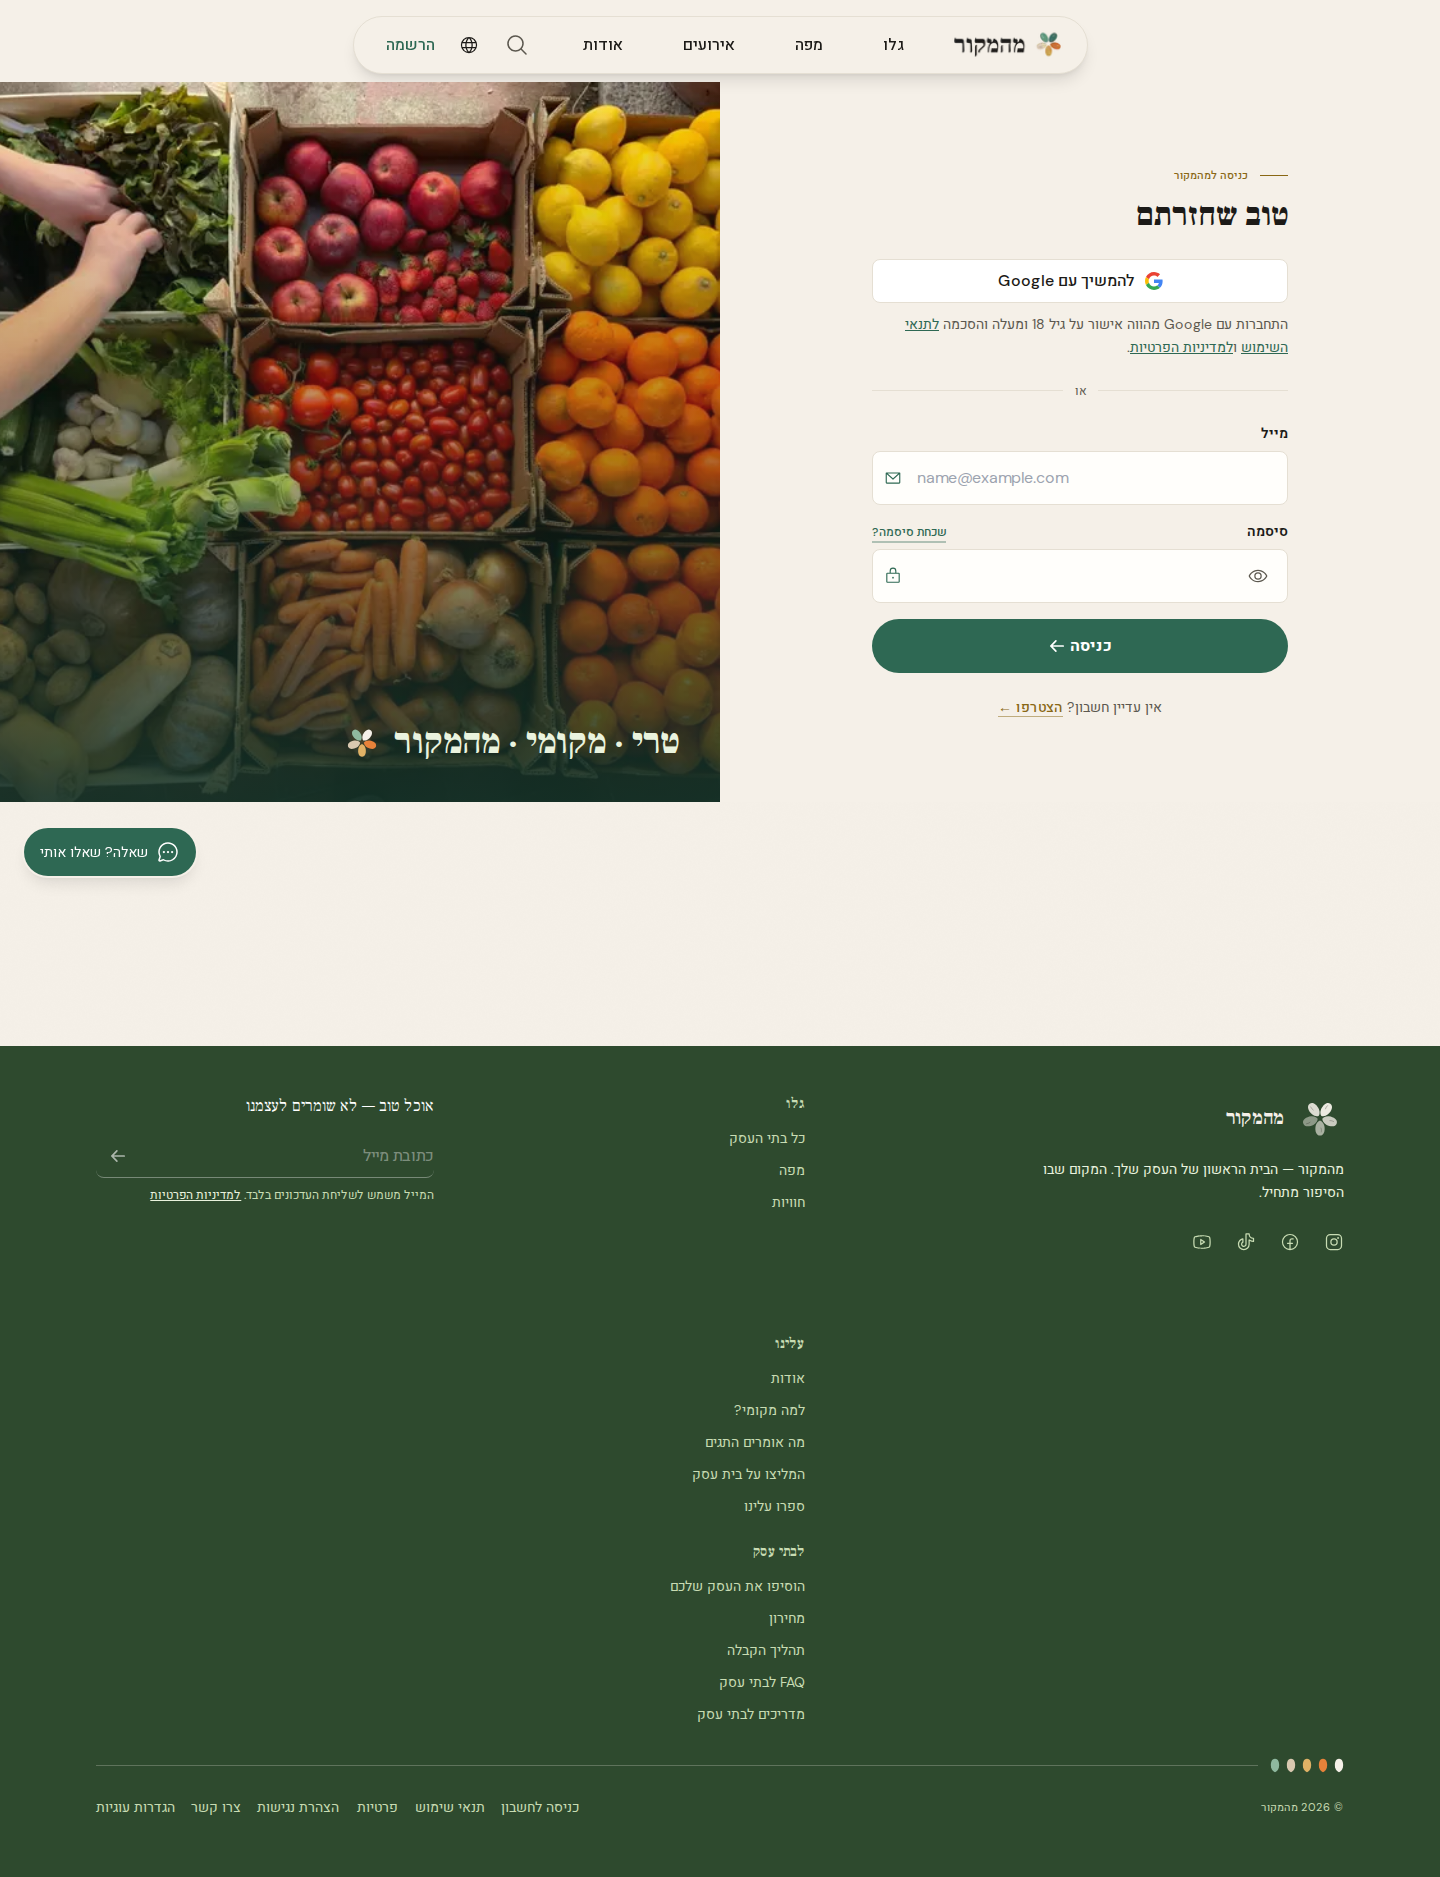 מהמקור
גלו
מפה
אירועים
אודות
הרשמה
כניסה למהמקור
טוב שחזרתם
להמשיך עם Google
התחברות עם Google מהווה אישור על גיל 18 ומעלה והסכמה לתנאי
השימוש ולמדיניות הפרטיות.
או
מייל
name@example.com
סיסמה
שכחת סיסמה?
כניסה ←
אין עדיין חשבון? הצטרפו ←
טרי · מקומי · מהמקור
שאלה? שאלו אותי
מהמקור
מהמקור — הבית הראשון של העסק שלך. המקום שבו
הסיפור מתחיל.
גלו
כל בתי העסק
מפה
חוויות
אוכל טוב — לא שומרים לעצמנו
כתובת מייל
המייל משמש לשליחת העדכונים בלבד. למדיניות הפרטיות
עלינו
אודות
למה מקומי?
מה אומרים התגים
המליצו על בית עסק
ספרו עלינו
לבתי עסק
הוסיפו את העסק שלכם
מחירון
תהליך הקבלה
FAQ לבתי עסק
מדריכים לבתי עסק
© 2026 מהמקור
כניסה לחשבון
תנאי שימוש
פרטיות
הצהרת נגישות
צרו קשר
הגדרות עוגיות